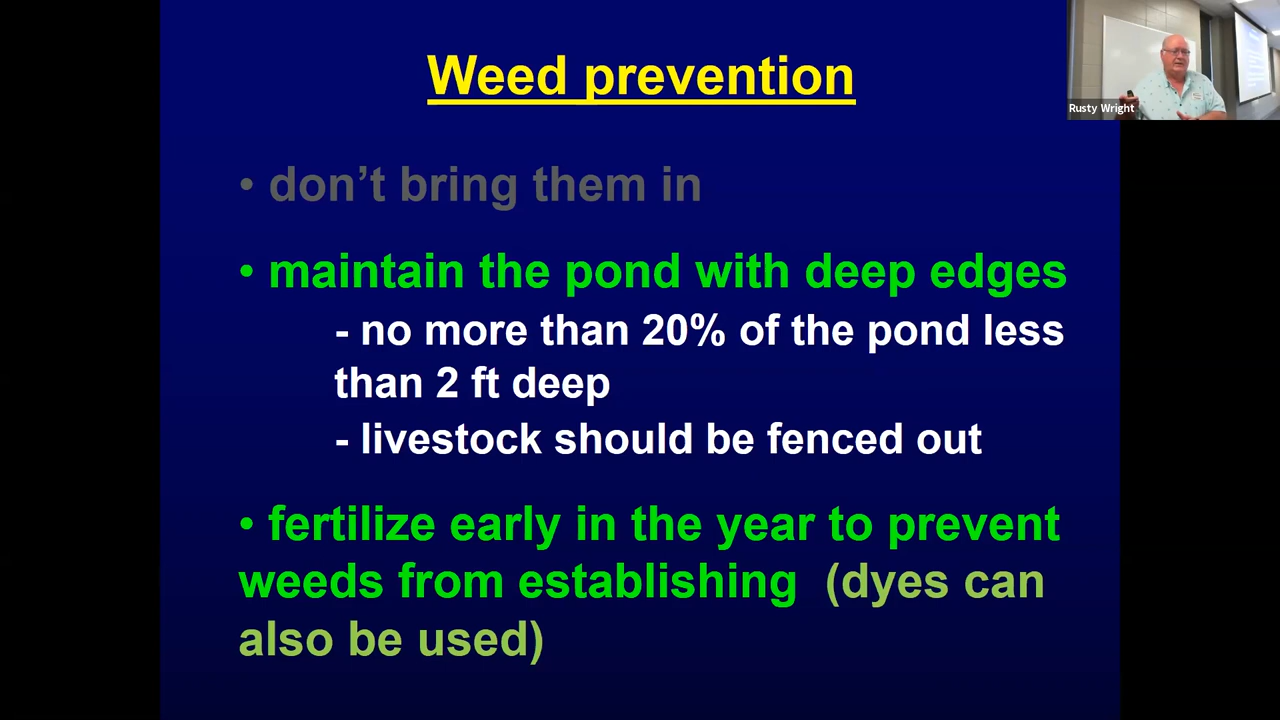 Weed prevention
Rusty Wright
• don't bring them in
• maintain the pond with deep edges
- no more than 20% of the pond less
than 2 ft deep
- livestock should be fenced out
• fertilize early in the year to prevent
weeds from establishing (dyes can
also be used)